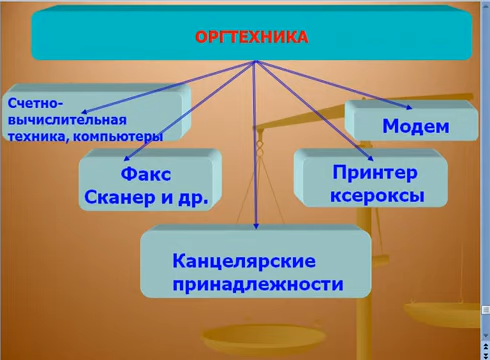 ОРГТЕХНИКА
Счетно-
вычислительная
техника, компьютеры
Модем
Факс
Сканер и др.
Принтер
ксероксы
Канцелярские
принадлежности